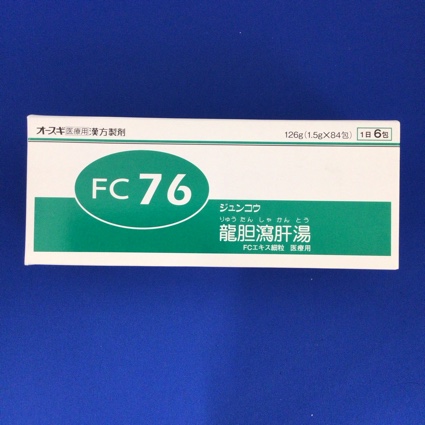 オースギ医療用漢方製剤
126g(1.5g×84包) 1日6包
FC 76
ジュンコウ
りゅう たん しゃ かん とう
龍胆瀉肝湯
FCエキス細粒 医療用